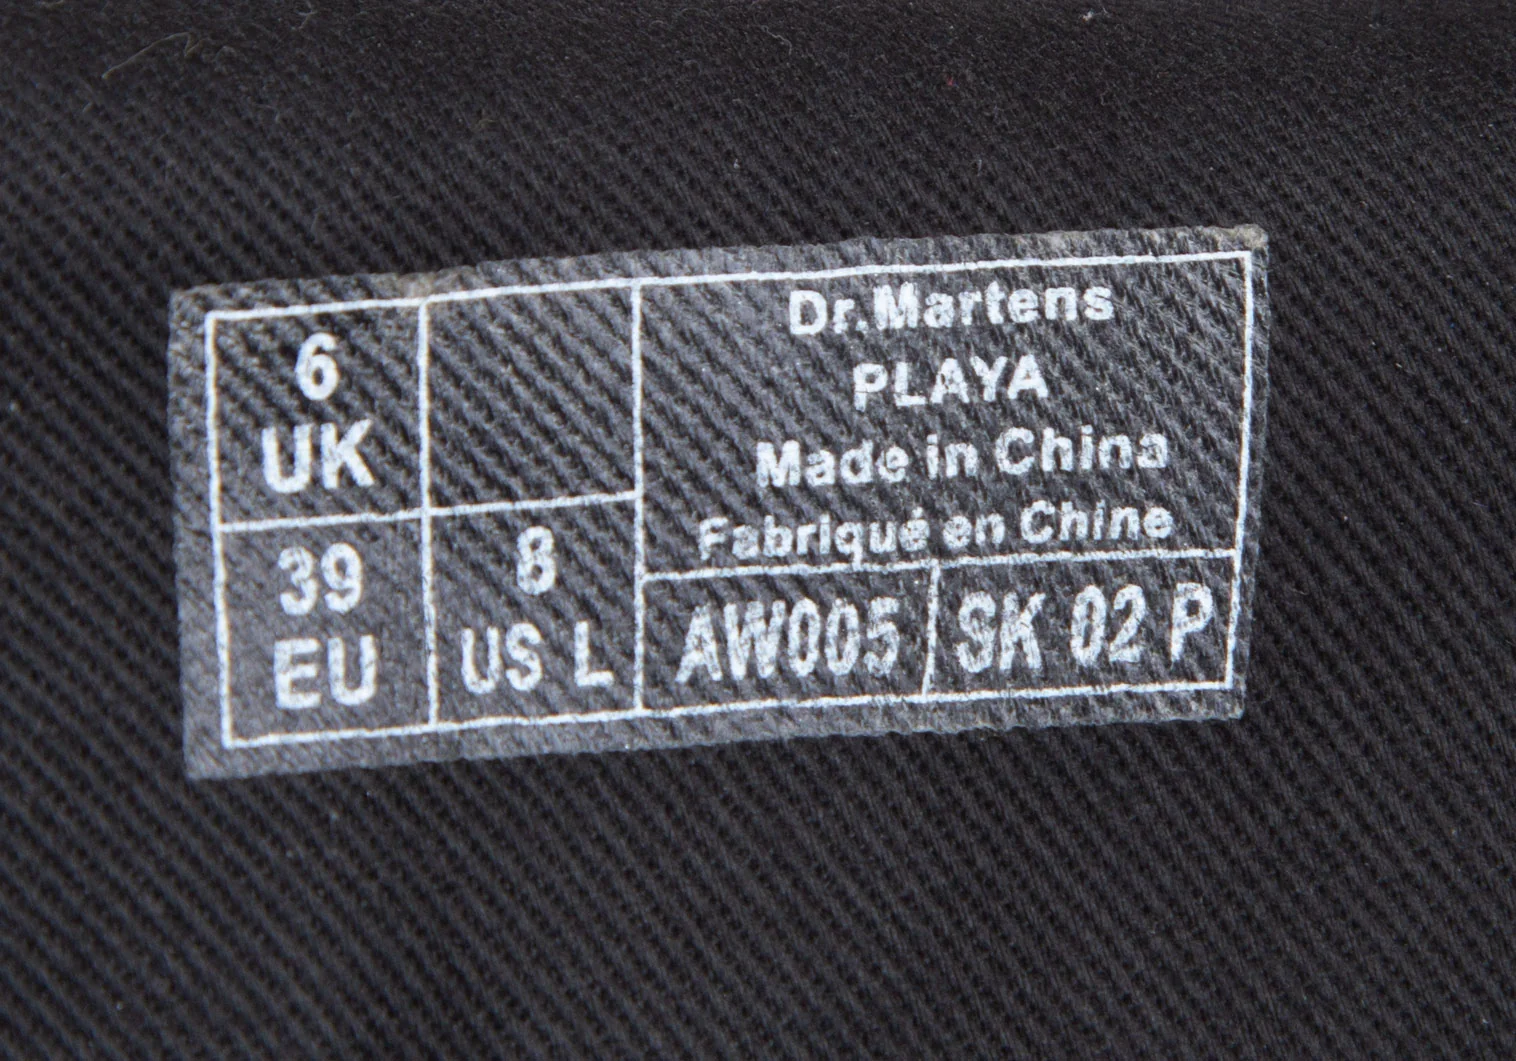 6
UK
39
EU
8
US L
Dr. Martens
PLAYA
Made in China
Fabriqué en Chine
AW005
SK 02 P